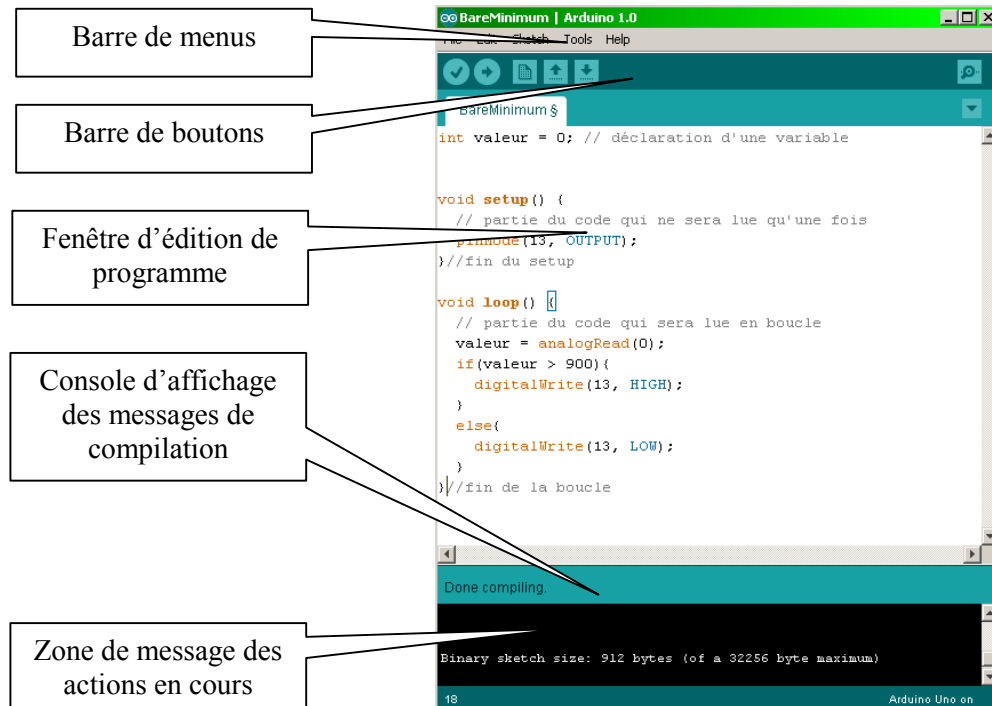 Barre de menus
Barre de boutons
Fenêtre d’édition de
programme
Console d’affichage
des messages de
compilation
Zone de message des
actions en cours
BareMinimum | Arduino 1.0
File Edit Sketch Tools Help
BareMinimum §
int valeur = 0; // déclaration d'une variable
void setup() {
// partie du code qui ne sera lue qu'une fois
pinMode(13, OUTPUT);
}//fin du setup
void loop() {
// partie du code qui sera lue en boucle
valeur = analogRead(0);
if(valeur > 900){
digitalWrite(13, HIGH);
}
else{
digitalWrite(13, LOW);
}
}//fin de la boucle
Done compiling.
Binary sketch size: 912 bytes (of a 32256 byte maximum)
18
Arduino Uno on